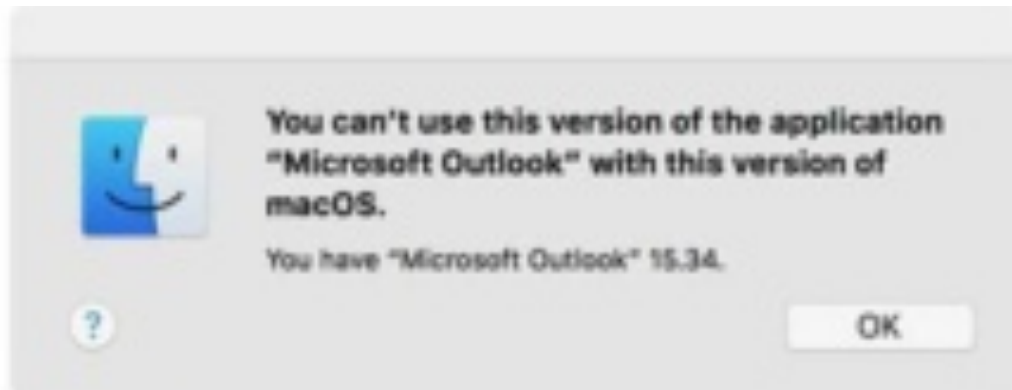 You can't use this version of the application
"Microsoft Outlook" with this version of
macOS.
You have "Microsoft Outlook" 15.34.
?
OK